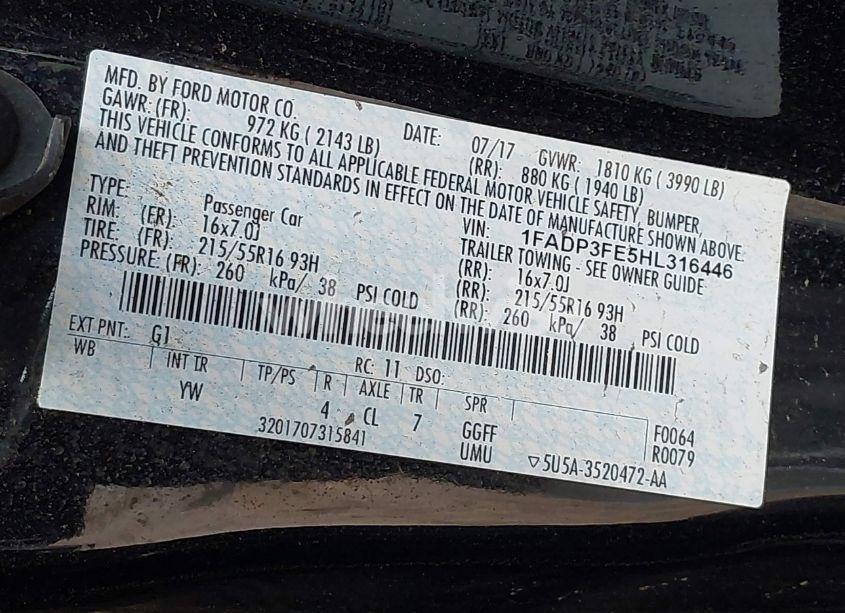 MFD. BY FORD MOTOR CO.
DATE: 07/17 GVWR: 1810 KG ( 3990 LB)
GAWR: (FR): 972 KG ( 2143 LB) (RR): 880 KG ( 1940 LB)
THIS VEHICLE CONFORMS TO ALL APPLICABLE FEDERAL MOTOR VEHICLE SAFETY, BUMPER,
AND THEFT PREVENTION STANDARDS IN EFFECT ON THE DATE OF MANUFACTURE SHOWN ABOVE.
VIN: 1FADP3FE5HL316446
TYPE: Passenger Car TRAILER TOWING - SEE OWNER GUIDE
RIM: (FR): 16x7.0J (RR): 16x7.0J
TIRE: (FR): 215/55R16 93H (RR): 215/55R16 93H
PRESSURE: (FR): 260 kPa/ 38 PSI COLD (RR): 260 kPa/ 38 PSI COLD
EXT PNT: G1 RC: 11 DSO:
WB INT TR TP/PS R AXLE TR SPR
YW 4 CL 7 GGFF F0064
3201707315841 UMU R0079
▽5U5A-3520472-AA